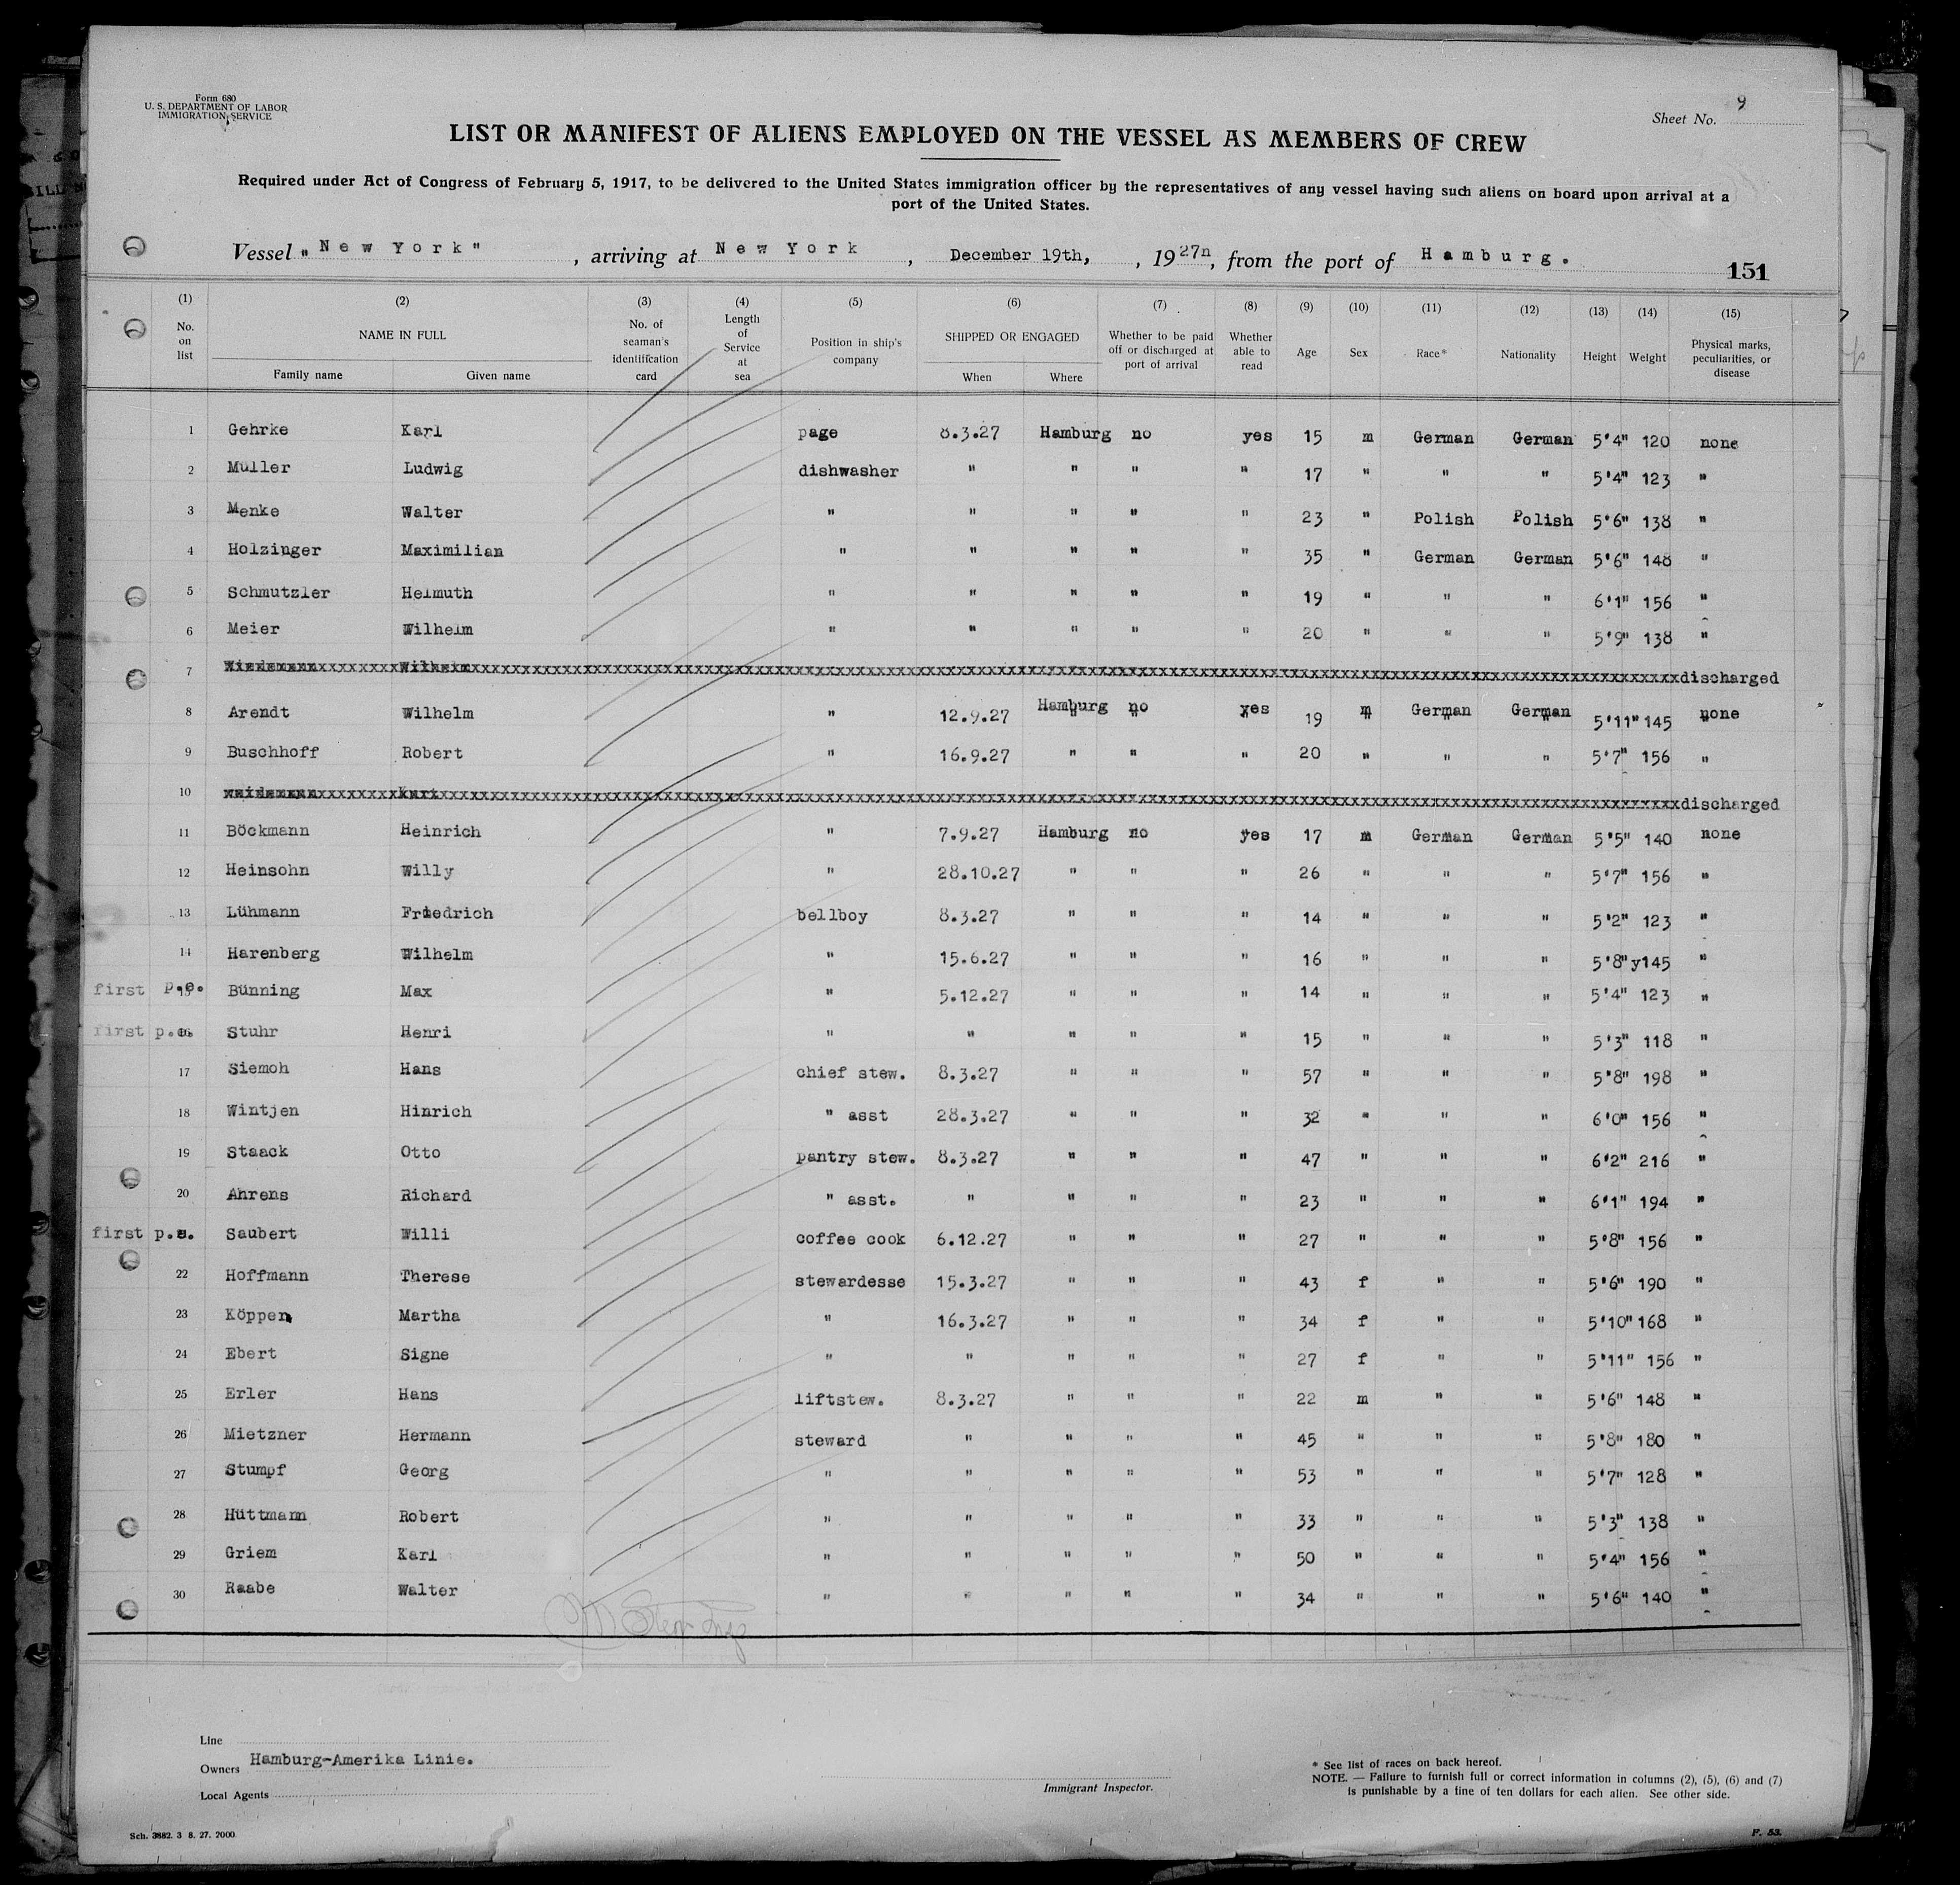 Form 680
U. S. DEPARTMENT OF LABOR
IMMIGRATION SERVICE
Sheet No. 9
LIST OR MANIFEST OF ALIENS EMPLOYED ON THE VESSEL AS MEMBERS OF CREW
Required under Act of Congress of February 5, 1917, to be delivered to the United States immigration officer by the representatives of any vessel having such aliens on board upon arrival at a
port of the United States.
Vessel "New York", arriving at New York, December 19th, , 1927n, from the port of Hamburg.
151
(1) (2) (3) (4) (5) (6) (7) (8) (9) (10) (11) (12) (13) (14) (15)
No. on list NAME IN FULL Family name Given name No. of seaman's identification card Length of Service at sea Position in ship's company SHIPPED OR ENGAGED When Where Whether to be paid off or discharged at port of arrival Whether able to read Age Sex Race* Nationality Height Weight Physical marks, peculiarities, or disease
1 Gehrke Karl page 8.3.27 Hamburg no yes 15 m German German 5'4" 120 none
2 Müller Ludwig dishwasher " " " " 17 " " " 5'4" 123 "
3 Menke Walter " " " " " 23 " Polish Polish 5'6" 138 "
4 Holzinger Maximilian " " " " " 35 " German German 5'6" 148 "
5 Schmutzler Helmuth " " " " " 19 " " " 6'1" 156 "
6 Meier Wilhelm " " " " " 20 " " " 5'9" 138 "
7 Wilhelm discharged
8 Arendt Wilhelm " 12.9.27 Hamburg no yes 19 m German German 5'11" 145 none
9 Buschhoff Robert " 16.9.27 " " " 20 " " " 5'7" 156 "
10 Karl discharged
11 Böckmann Heinrich " 7.9.27 Hamburg no yes 17 m German German 5'5" 140 none
12 Heinsohn Willy " 28.10.27 " " " 26 " " " 5'7" 156 "
13 Lühmann Friedrich bellboy 8.3.27 " " " 14 " " " 5'2" 123 "
14 Harenberg Wilhelm " 15.6.27 " " " 16 " " " 5'8" y145 "
first p.e. 15 Bünning Max " 5.12.27 " " " 14 " " " 5'4" 123 "
first p.e. 16 Stuhr Henri " " " " " 15 " " " 5'3" 118 "
17 Siemoh Hans chief stew. 8.3.27 " " " 57 " " " 5'8" 198 "
18 Wintjen Hinrich " asst 28.3.27 " " " 32 " " " 6'0" 156 "
19 Staack Otto pantry stew. 8.3.27 " " " 47 " " " 6'2" 216 "
20 Ahrens Richard " asst. " " " " 23 " " " 6'1" 194 "
first p.e. Saubert Willi coffee cook 6.12.27 " " " 27 " " " 5'8" 156 "
22 Hoffmann Therese stewardesse 15.3.27 " " " 43 f " " 5'6" 190 "
23 Köppen Martha " 16.3.27 " " " 34 f " " 5'10" 168 "
24 Ebert Signe " " " " " 27 f " " 5'11" 156 "
25 Erler Hans liftstew. 8.3.27 " " " 22 m " " 5'6" 148 "
26 Mietzner Hermann steward " " " " 45 " " " 5'8" 180 "
27 Stumpf Georg " " " " " 53 " " " 5'7" 128 "
28 Hüttmann Robert " " " " " 33 " " " 5'3" 138 "
29 Griem Karl " " " " " 50 " " " 5'4" 156 "
30 Raabe Walter " " " " " 34 " " " 5'6" 140 "
Line
Owners Hamburg-Amerika Linie.
Local Agents
Immigrant Inspector.
* See list of races on back hereof.
NOTE. — Failure to furnish full or correct information in columns (2), (5), (6) and (7)
is punishable by a fine of ten dollars for each alien. See other side.
Sch. 3882. 3 8. 27. 2000
F. 53.